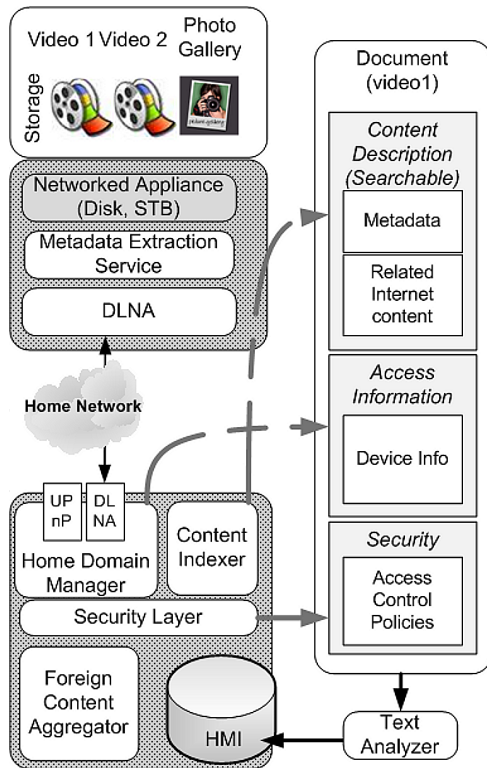 Video 1 Video 2
Photo
Gallery
Storage
Networked Appliance
(Disk, STB)
Metadata Extraction
Service
DLNA
Home Network
UP
nP
DL
NA
Home Domain
Manager
Content
Indexer
Security Layer
Foreign
Content
Aggregator
HMI
Document
(video1)
Content
Description
(Searchable)
Metadata
Related
Internet
content
Access
Information
Device Info
Security
Access
Control
Policies
Text
Analyzer